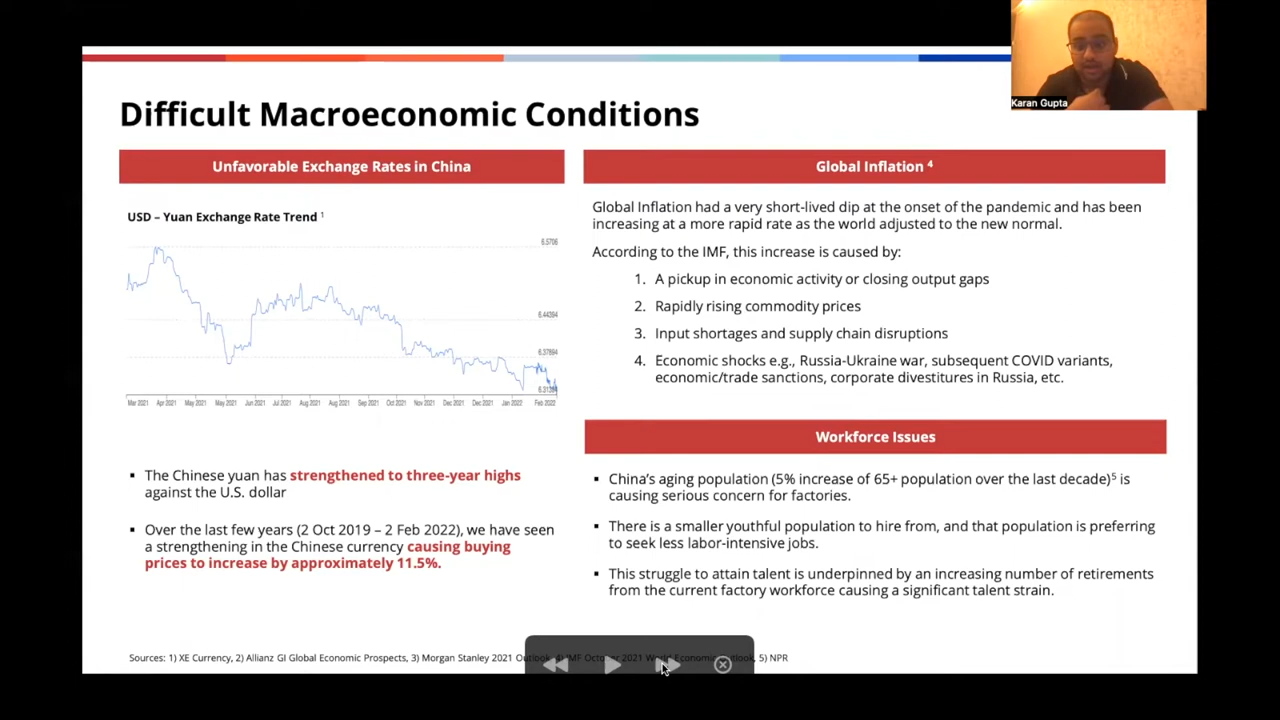 Karan Gupta
Difficult Macroeconomic Conditions
Unfavorable Exchange Rates in China
USD – Yuan Exchange Rate Trend 1
6.5706
6.44394
6.37894
6.31394
Mar 2021 Apr 2021 May 2021 May 2021 Jun 2021 Jul 2021 Aug 2021 Aug 2021 Sep 2021 Oct 2021 Nov 2021 Dec 2021 Dec 2021 Jan 2022 Feb 2022
▪ The Chinese yuan has strengthened to three-year highs
against the U.S. dollar
▪ Over the last few years (2 Oct 2019 – 2 Feb 2022), we have seen
a strengthening in the Chinese currency causing buying
prices to increase by approximately 11.5%.
Global Inflation 4
Global Inflation had a very short-lived dip at the onset of the pandemic and has been
increasing at a more rapid rate as the world adjusted to the new normal.
According to the IMF, this increase is caused by:
1. A pickup in economic activity or closing output gaps
2. Rapidly rising commodity prices
3. Input shortages and supply chain disruptions
4. Economic shocks e.g., Russia-Ukraine war, subsequent COVID variants,
economic/trade sanctions, corporate divestitures in Russia, etc.
Workforce Issues
▪ China’s aging population (5% increase of 65+ population over the last decade)5 is
causing serious concern for factories.
▪ There is a smaller youthful population to hire from, and that population is preferring
to seek less labor-intensive jobs.
▪ This struggle to attain talent is underpinned by an increasing number of retirements
from the current factory workforce causing a significant talent strain.
Sources: 1) XE Currency, 2) Allianz GI Global Economic Prospects, 3) Morgan Stanley 2021 Outlook, 4) IMF October 2021 World Economic Outlook, 5) NPR